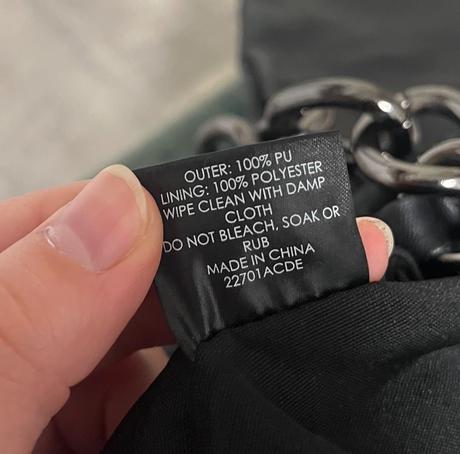 OUTER: 100% PU
LINING: 100% POLYESTER
WIPE CLEAN WITH DAMP
CLOTH
DO NOT BLEACH, SOAK OR
RUB
MADE IN CHINA
22701ACDE